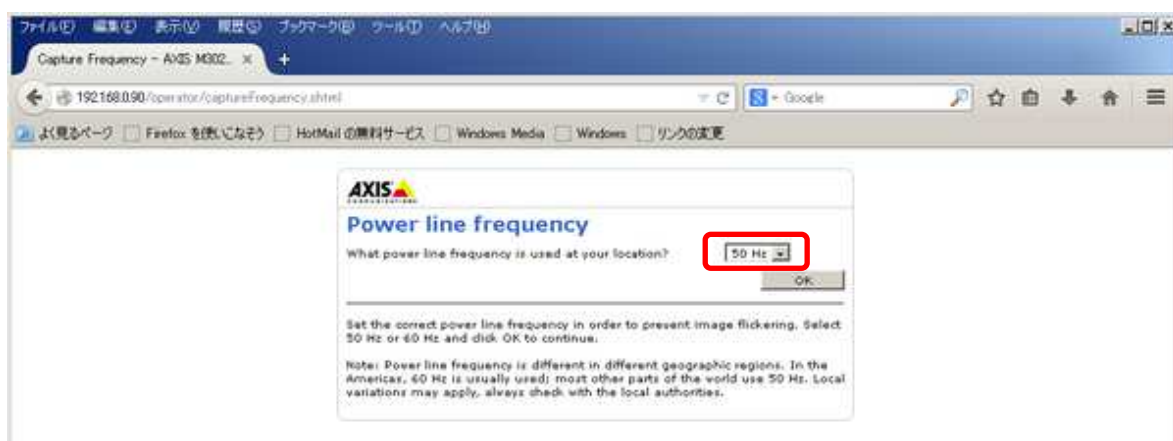 ファイル(F) 編集(E) 表示(V) 履歴(S) ブックマーク(B) ツール(T) ヘルプ(H)
Capture Frequency - AXIS M302...
192.168.0.90/operator/captureFrequency.shtml
Google
よく見るページ Firefox を使いこなそう HotMail の無料サービス Windows Media Windows リンクの変更
AXIS
COMMUNICATIONS
Power line frequency
What power line frequency is used at your location? 50 Hz
OK
Set the correct power line frequency in order to prevent image flickering. Select
50 Hz or 60 Hz and click OK to continue.
Note: Power line frequency is different in different geographic regions. In the
Americas, 60 Hz is usually used; most other parts of the world use 50 Hz. Local
variations may apply, always check with the local authorities.